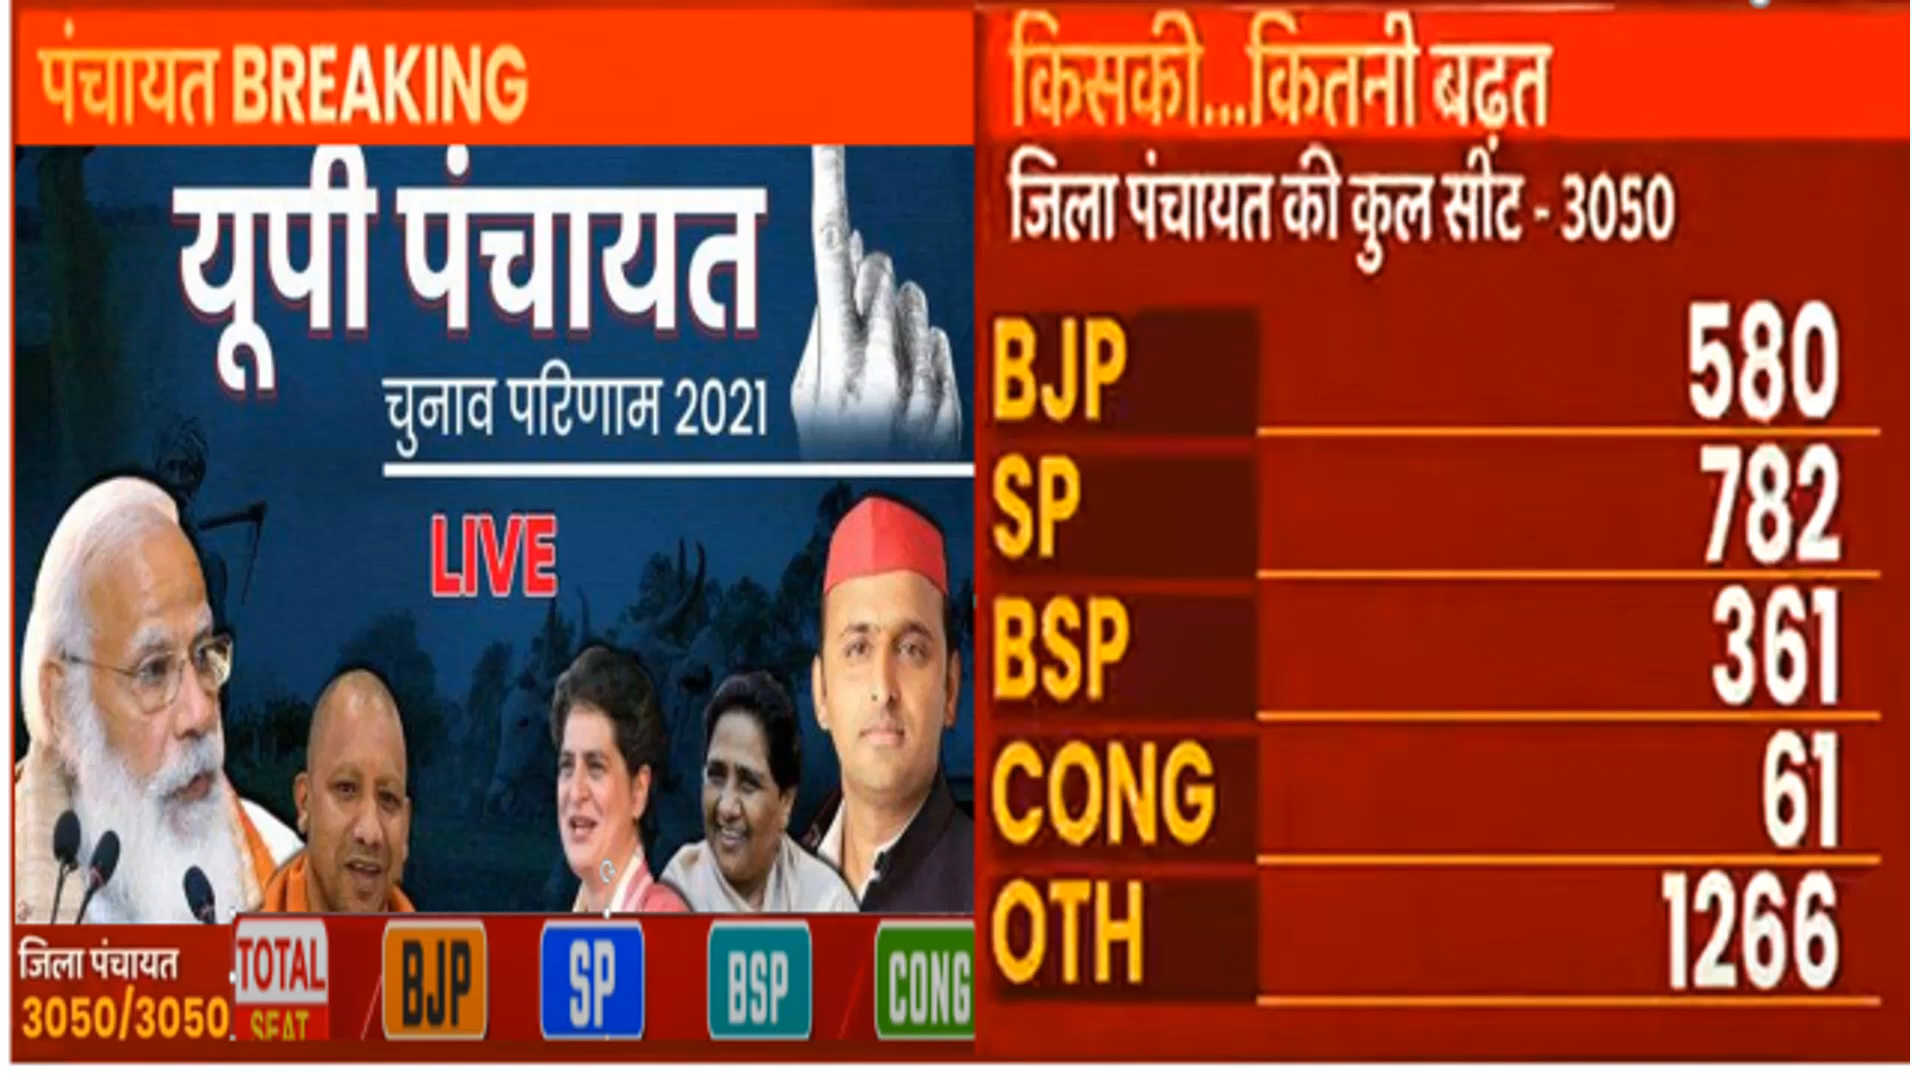 पंचायत BREAKING
यूपी पंचायत
चुनाव परिणाम 2021
LIVE
जिला पंचायत
3050/3050
TOTAL
SEAT
BJP
SP
BSP
CONG
किसकी...कितनी बढ़त
जिला पंचायत की कुल सीटें - 3050
BJP 580
SP 782
BSP 361
CONG 61
OTH 1266